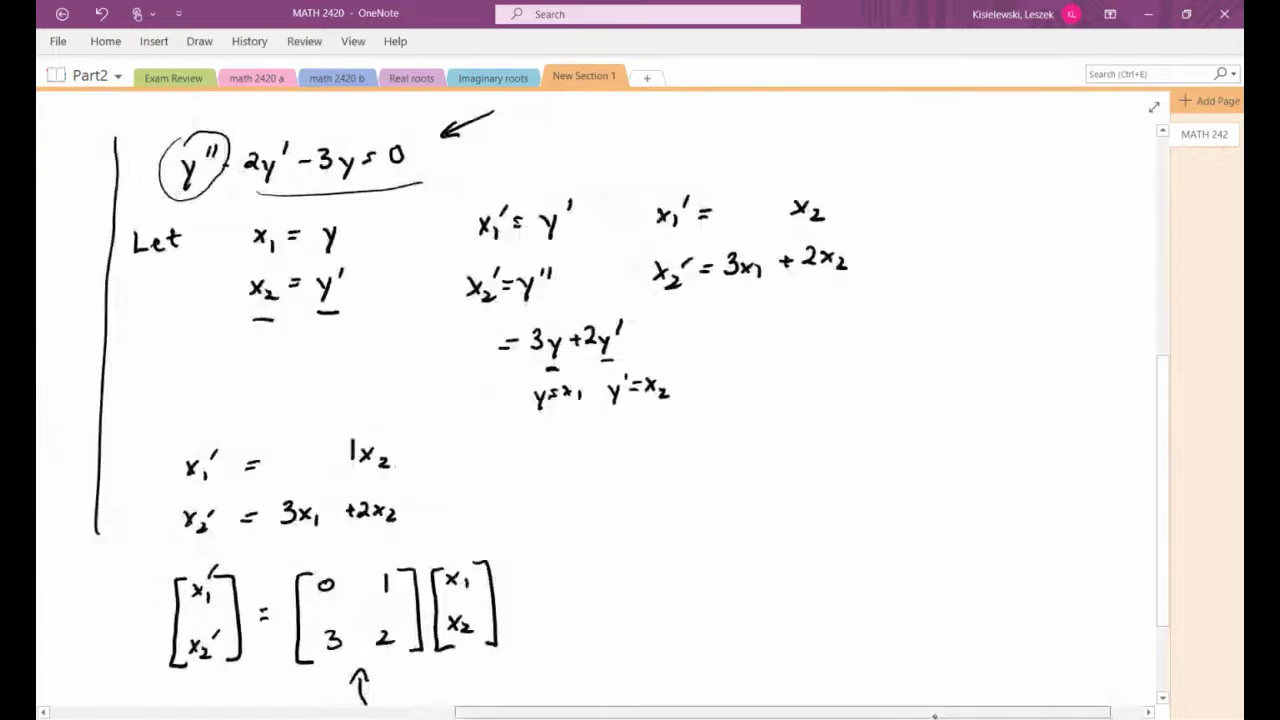 MATH 2420 - OneNote
Search
Kisielewski, Leszek
KL
File Home Insert Draw History Review View Help
Part2
Exam Review
math 2420 a
math 2420 b
Real roots
Imaginary roots
New Section 1
+
Search (Ctrl+E)
+ Add Page
MATH 242
y'' - 2y' - 3y = 0
Let x₁ = y
x₂ = y'
x₁' = y'
x₂' = y''
= 3y + 2y'
y = x₁ y' = x₂
x₁' = x₂
x₂' = 3x₁ + 2x₂
x₁' = 1x₂
x₂' = 3x₁ + 2x₂
[x₁'] = [0 1] [x₁]
[x₂'] [3 2] [x₂]